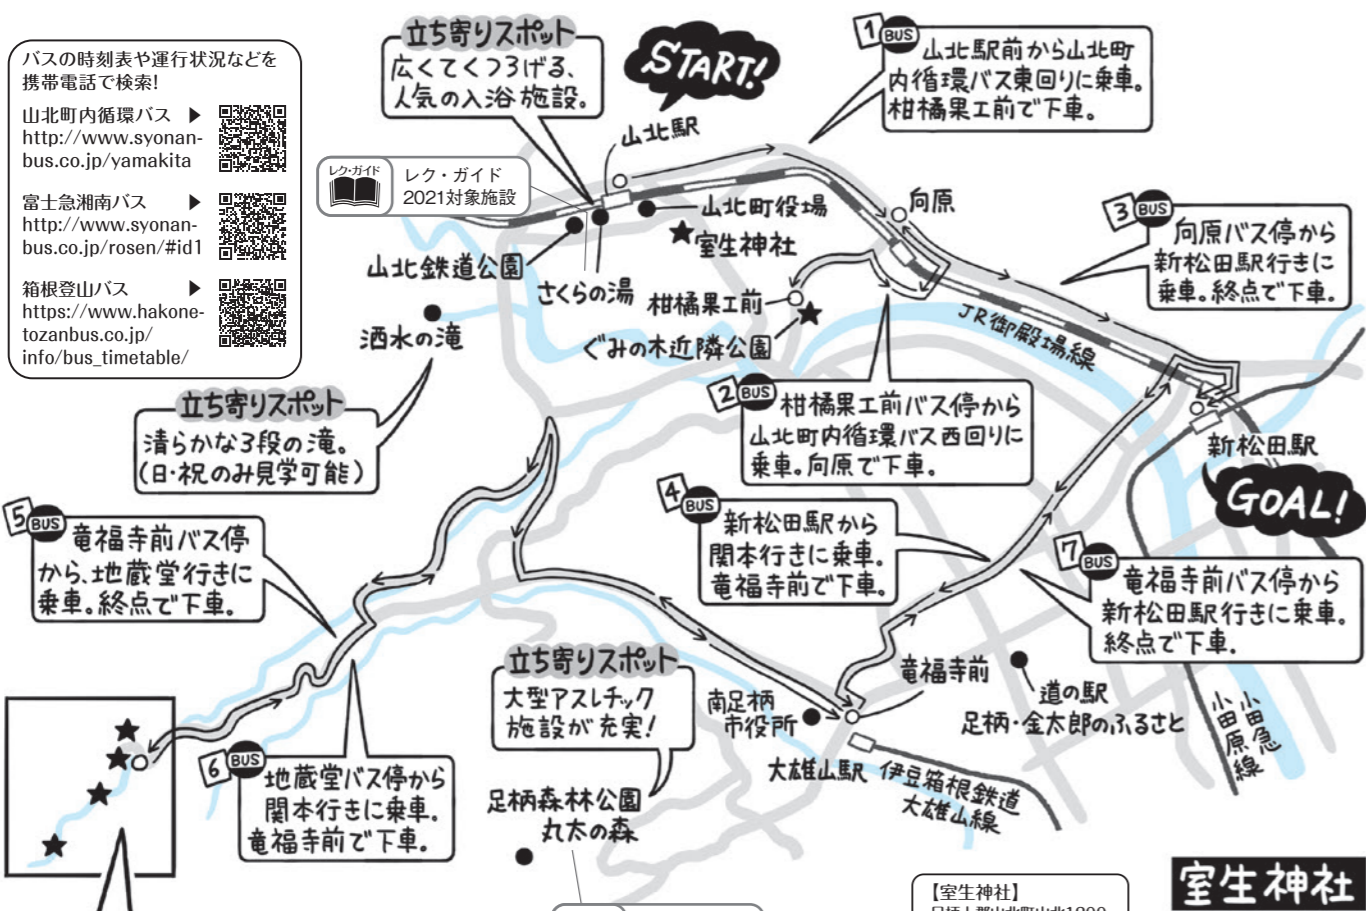 バスの時刻表や運行状況などを
携帯電話で検索!
山北町内循環バス ▶
http://www.syonan-
bus.co.jp/yamakita
富士急湘南バス ▶
http://www.syonan-
bus.co.jp/rosen/#id1
箱根登山バス ▶
https://www.hakone-
tozanbus.co.jp/
info/bus_timetable/
立ち寄りスポット
広くてくつろげる、
人気の入浴施設。
START!
山北駅
1 BUS
山北駅前から山北町
内循環バス東回りに乗車。
柑橘果工前で下車。
レク・ガイド
レク・ガイド
2021対象施設
山北町役場
室生神社
向原
山北鉄道公園
さくらの湯
柑橘果工前
ぐみの木近隣公園
JR御殿場線
3 BUS
向原バス停から
新松田駅行きに
乗車。終点で下車。
洒水の滝
立ち寄りスポット
清らかな3段の滝。
(日・祝のみ見学可能)
2 BUS
柑橘果工前バス停から
山北町内循環バス西回りに
乗車。向原で下車。
新松田駅
GOAL!
5 BUS
竜福寺前バス停
から、地蔵堂行きに
乗車。終点で下車。
4 BUS
新松田駅から
関本行きに乗車。
竜福寺前で下車。
7 BUS
竜福寺前バス停から
新松田駅行きに乗車。
終点で下車。
立ち寄りスポット
大型アスレチック
施設が充実!
南足柄
市役所
竜福寺前
道の駅
足柄・金太郎のふるさと
小田急
小田原線
大雄山駅
伊豆箱根鉄道
大雄山線
6 BUS
地蔵堂バス停から
関本行きに乗車。
竜福寺前で下車。
足柄森林公園
丸太の森
【室生神社】
室生神社